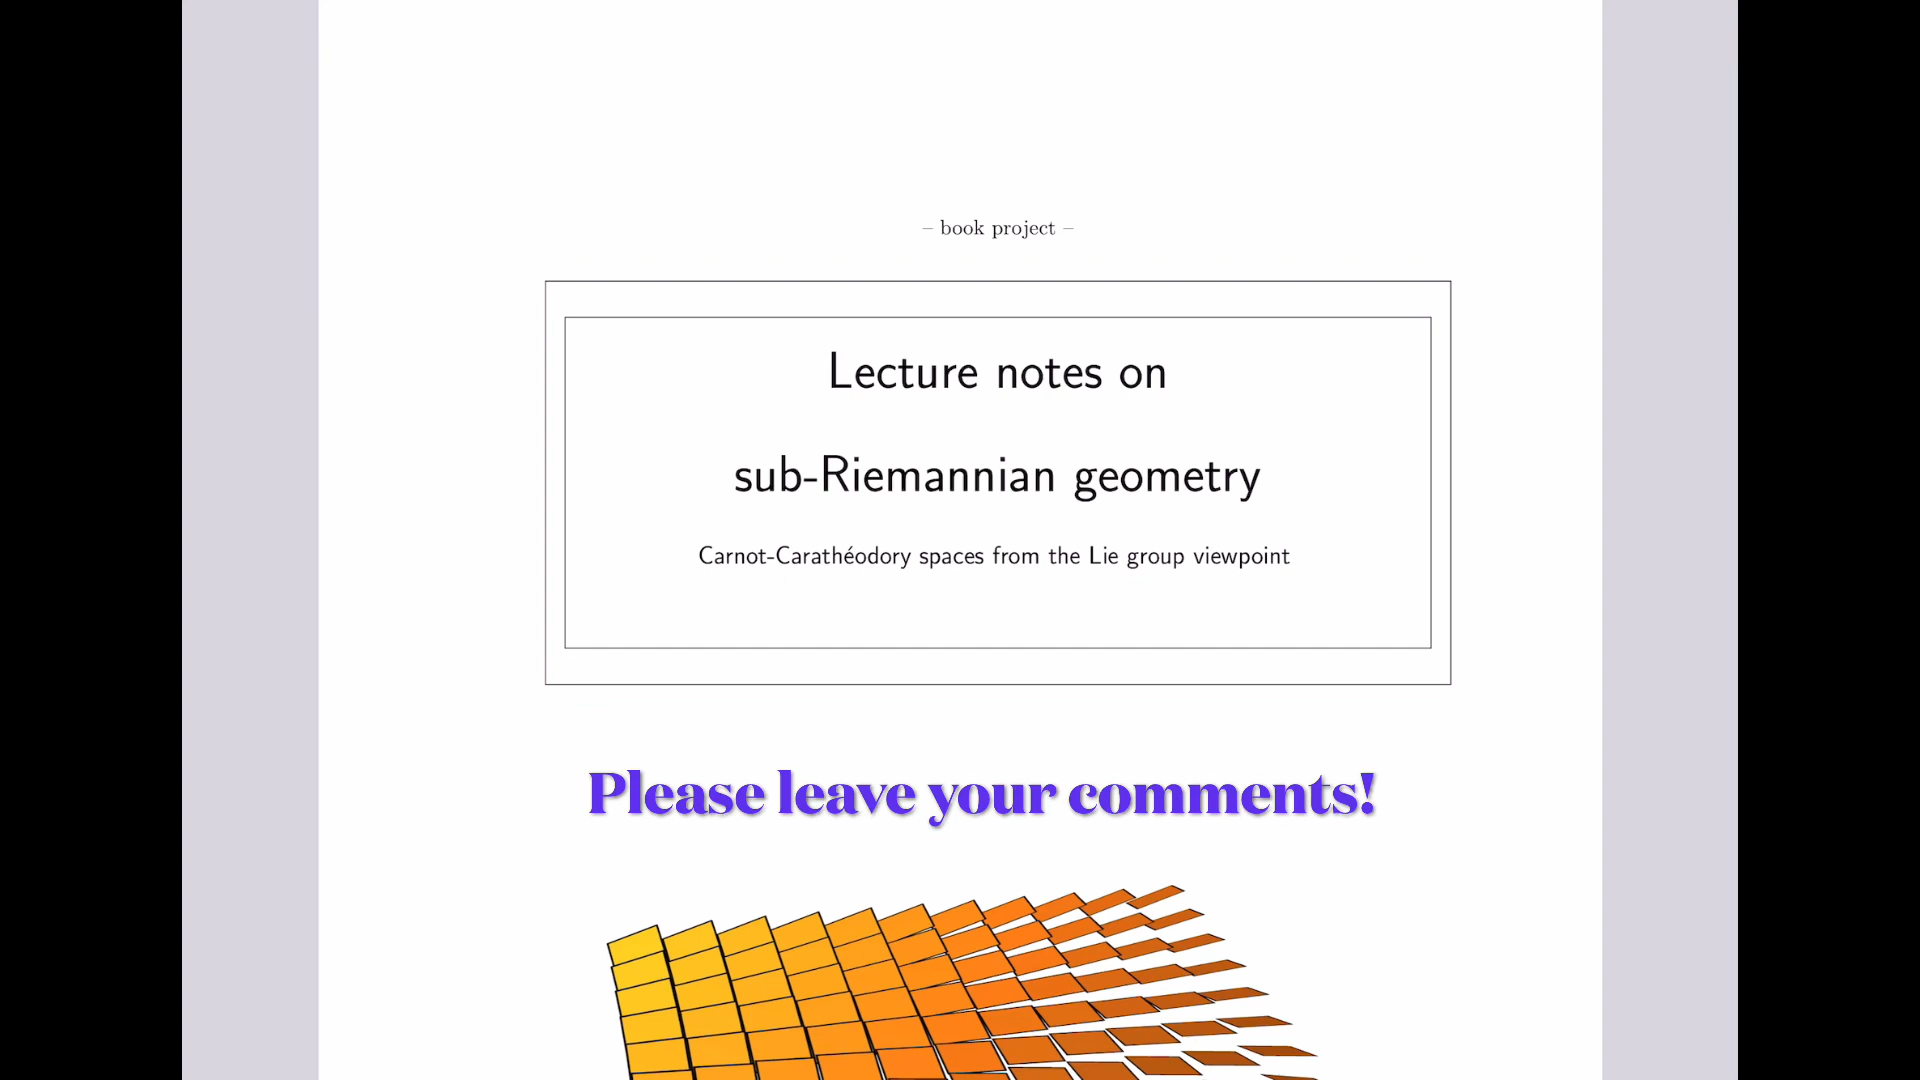 – book project –
Lecture notes on
sub-Riemannian geometry
Carnot-Carathéodory spaces from the Lie group viewpoint
Please leave your comments!